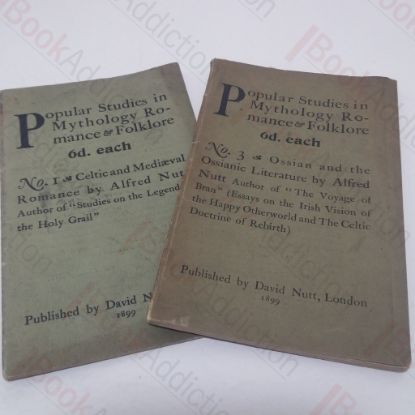 Popular Studies in
Mythology Ro-
mance & Folklore
6d. each
No. 1 Celtic and Mediæval
Romance by Alfred Nutt
Author of "Studies on the Legend
the Holy Grail"
Published by David Nutt,
1899
Popular Studies in
Mythology Ro-
mance & Folklore
6d. each
No. 3 Ossian and the
Ossianic Literature by Alfred
Nutt Author of "The Voyage of
Bran" (Essays on the Irish Vision of
the Happy Otherworld and The Celtic
Doctrine of Rebirth)
Published by David Nutt, London
1899
BookAddiction